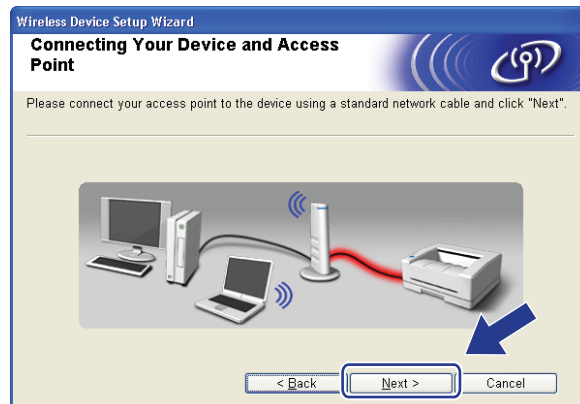 Wireless Device Setup Wizard
Connecting Your Device and Access
Point
Please connect your access point to the device using a standard network cable and click "Next".
< Back Next > Cancel